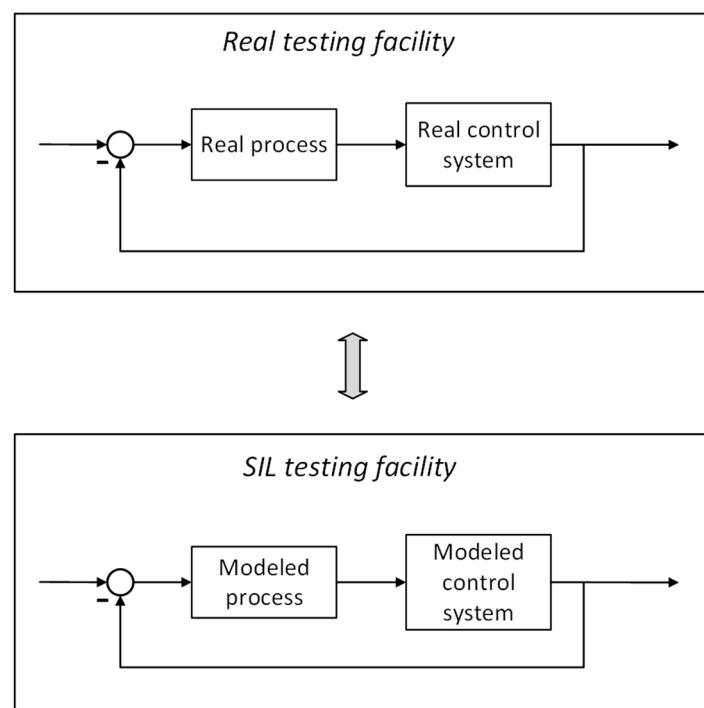 Real testing facility
Real process
Real control
system
-
SIL testing facility
Modeled
process
Modeled
control
system
-